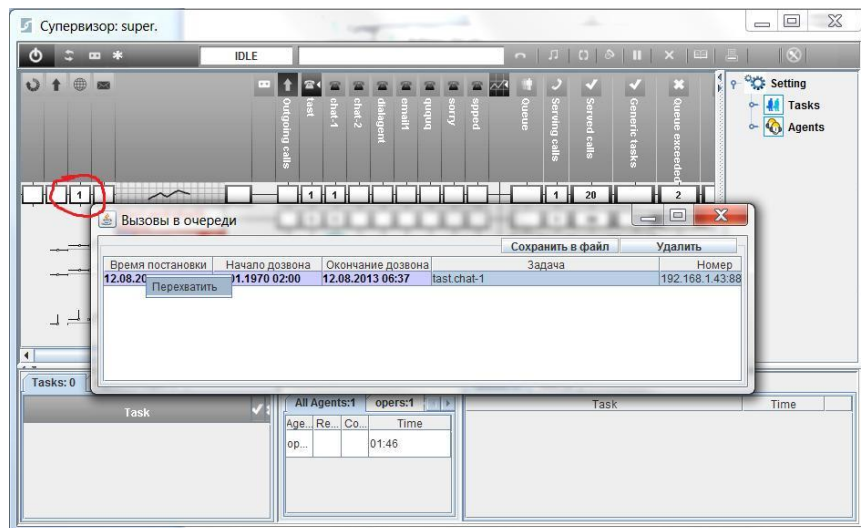 Супервизор: super.
IDLE
Setting
Tasks
Agents
Outgoing calls
tast
chat-1
chat-2
dialagent
email1
ququq
sorry
spped
Queue
Serving calls
Served calls
Generic tasks
Queue exceeded
1
1
1
1
20
2
Вызовы в очереди
Сохранить в файл
Удалить
Время постановки
Начало дозвона
Окончание дозвона
Задача
Номер
12.08.20
01.1970 02:00
12.08.2013 06:37
tast.chat-1
192.168.1.43:88
Перехватить
Tasks: 0
Task
All Agents:1
opers:1
Age...
Re...
Co...
Time
op...
01:46
Task
Time